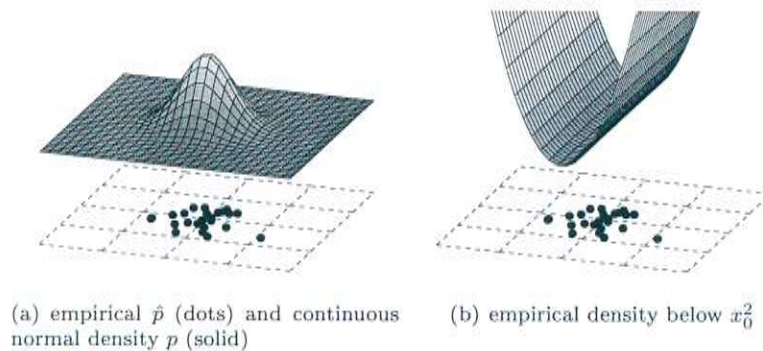 (a) empirical p̂ (dots) and continuous
normal density p (solid)
(b) empirical density below x₀²